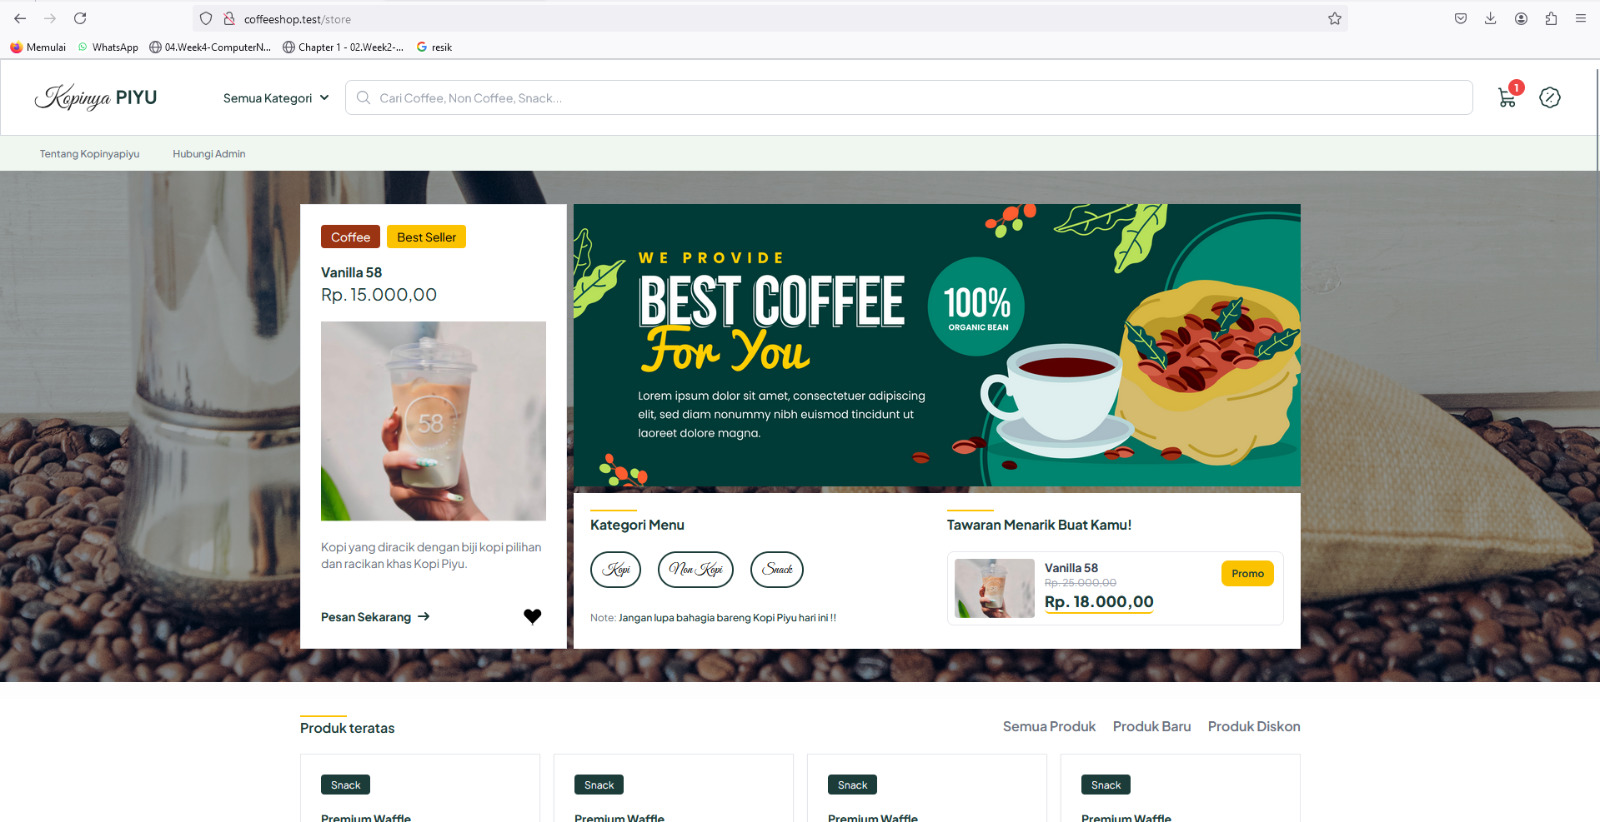 coffeeshop.test/store
Memulai
WhatsApp
04.Week4-ComputerN...
Chapter 1 - 02.Week2-...
resik
Kopinya PIYU
Semua Kategori
Cari Coffee, Non Coffee, Snack...
1
Tentang Kopinyapiyu
Hubungi Admin
Coffee
Best Seller
Vanilla 58
Rp. 15.000,00
58
Kopi yang diracik dengan biji kopi pilihan
dan racikan khas Kopi Piyu.
Pesan Sekarang
WE PROVIDE
BEST COFFEE
For You
Lorem ipsum dolor sit amet, consectetuer adipiscing
elit, sed diam nonummy nibh euismod tincidunt ut
laoreet dolore magna.
100%
ORGANIC BEAN
Kategori Menu
Kopi
Non Kopi
Snack
Note: Jangan lupa bahagia bareng Kopi Piyu hari ini !!
Tawaran Menarik Buat Kamu!
Vanilla 58
Rp. 25.000,00
Rp. 18.000,00
Promo
Produk teratas
Semua Produk
Produk Baru
Produk Diskon
Snack
Premium Waffle
Snack
Premium Waffle
Snack
Premium Waffle
Snack
Premium Waffle